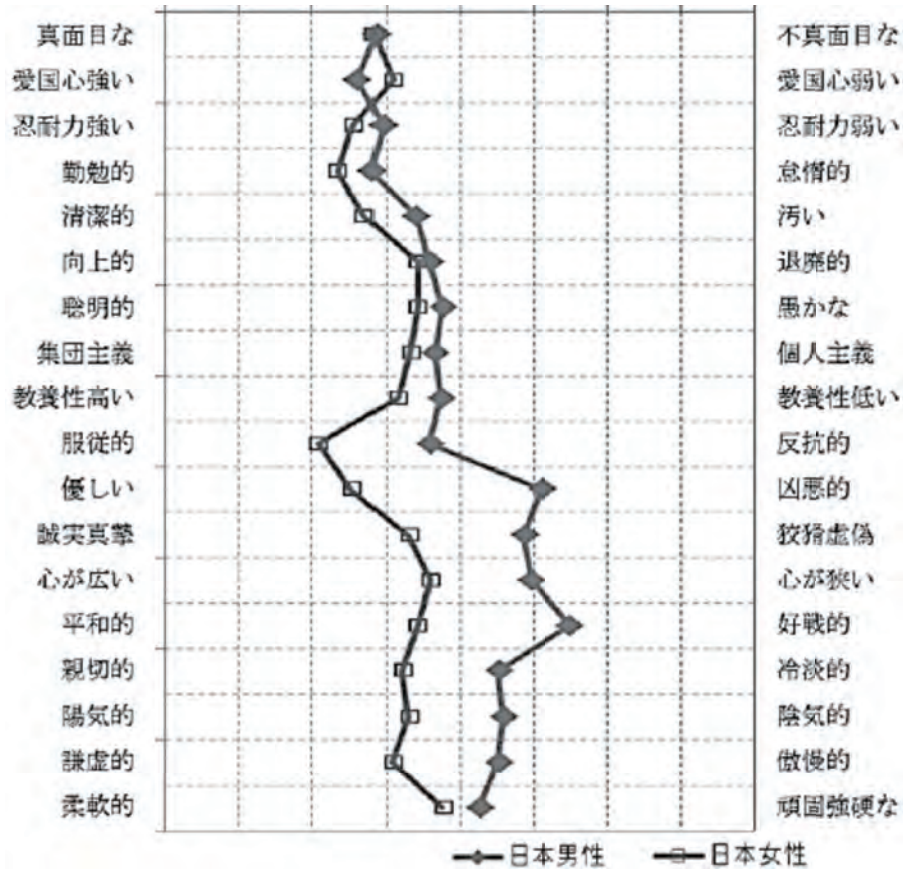 真面目な 不真面目な
愛国心強い 愛国心弱い
忍耐力強い 忍耐力弱い
勤勉的 怠惰的
清潔的 汚い
向上的 退廃的
聡明的 愚かな
集団主義 個人主義
教養性高い 教養性低い
服従的 反抗的
優しい 凶悪的
誠実真摯 狡猾虚偽
心が広い 心が狭い
平和的 好戦的
親切的 冷淡的
陽気的 陰気的
謙虚的 傲慢的
柔軟的 頑固強硬な
日本男性 日本女性